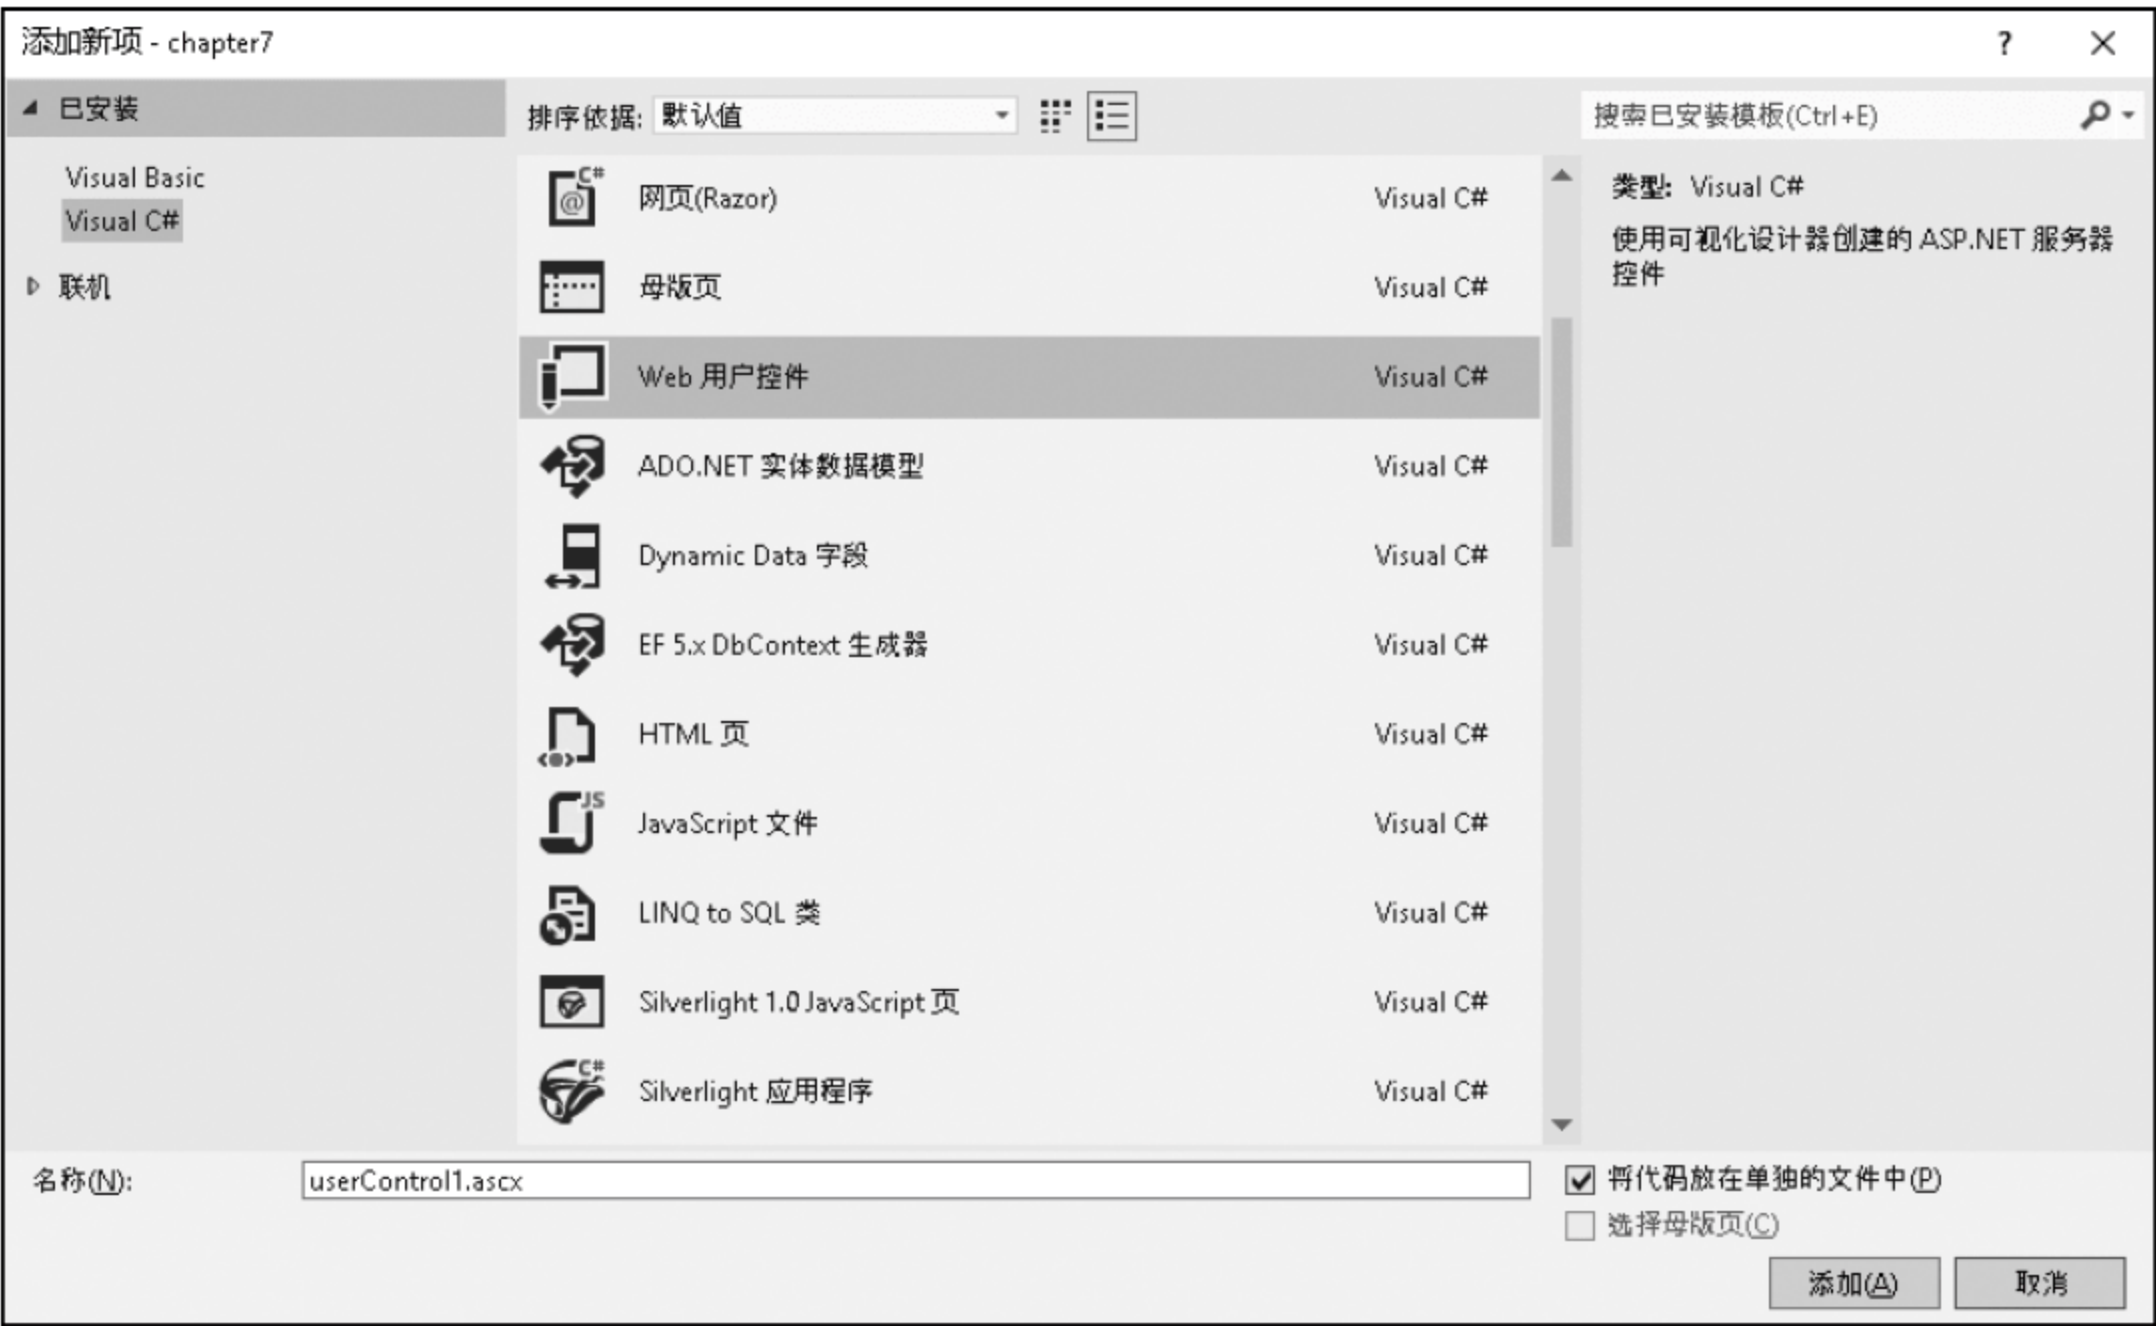 添加新项 - chapter7
?
已安装
Visual Basic
Visual C#
联机
排序依据: 默认值
搜索已安装模板(Ctrl+E)
网页(Razor) Visual C#
母版页 Visual C#
Web 用户控件 Visual C#
ADO.NET 实体数据模型 Visual C#
Dynamic Data 字段 Visual C#
EF 5.x DbContext 生成器 Visual C#
HTML 页 Visual C#
JavaScript 文件 Visual C#
LINQ to SQL 类 Visual C#
Silverlight 1.0 JavaScript 页 Visual C#
Silverlight 应用程序 Visual C#
类型: Visual C#
使用可视化设计器创建的 ASP.NET 服务器
控件
名称(N): userControl1.ascx
将代码放在单独的文件中(P)
选择母版页(C)
添加(A) 取消